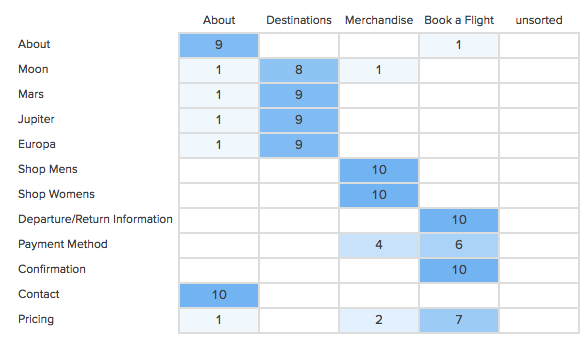 About Destinations Merchandise Book a Flight unsorted
About 9 1
Moon 1 8 1
Mars 1 9
Jupiter 1 9
Europa 1 9
Shop Mens 10
Shop Womens 10
Departure/Return Information 10
Payment Method 4 6
Confirmation 10
Contact 10
Pricing 1 2 7